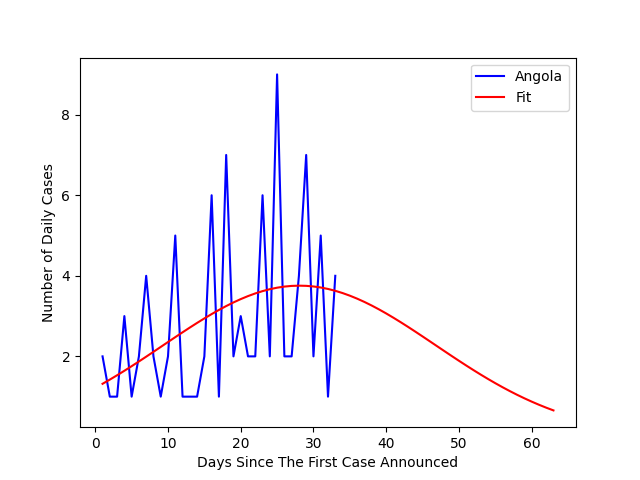 Angola
Fit
8
6
4
2
Number of Daily Cases
0 10 20 30 40 50 60
Days Since The First Case Announced